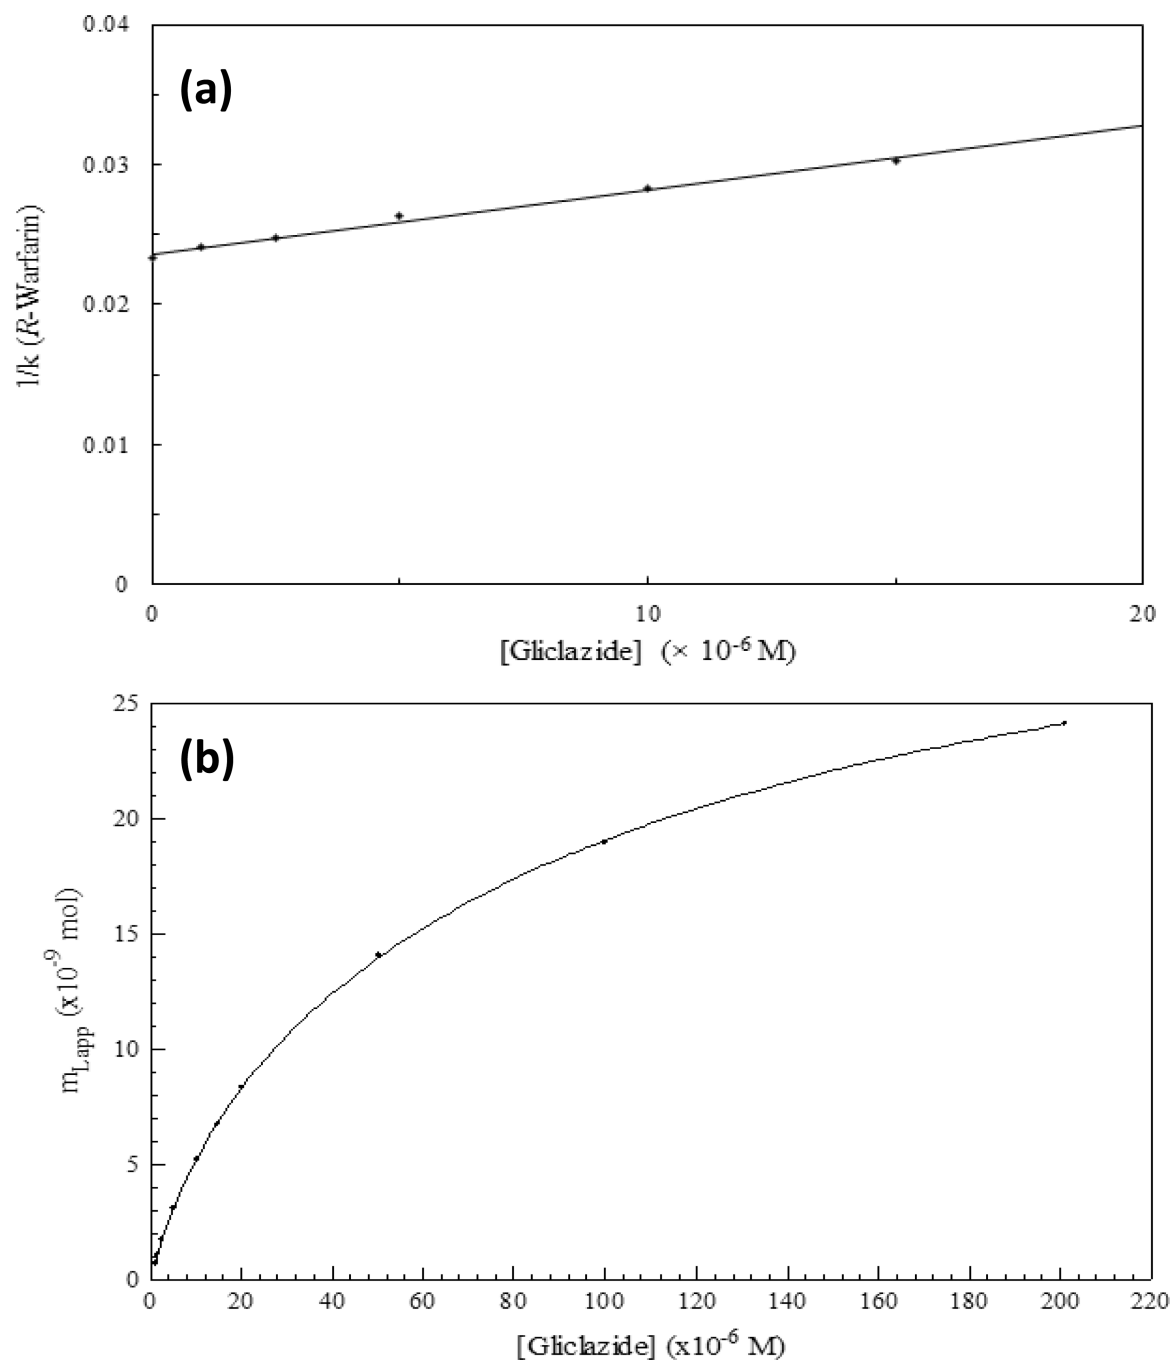 0.04
(a)
0.03
1/k (R-Warfarin)
0.02
0.01
0
0 10 20
[Gliclazide] (× 10-6 M)
25
(b)
20
15
mLapp (x10-9 mol)
10
5
0
0 20 40 60 80 100 120 140 160 180 200 220
[Gliclazide] (x10-6 M)